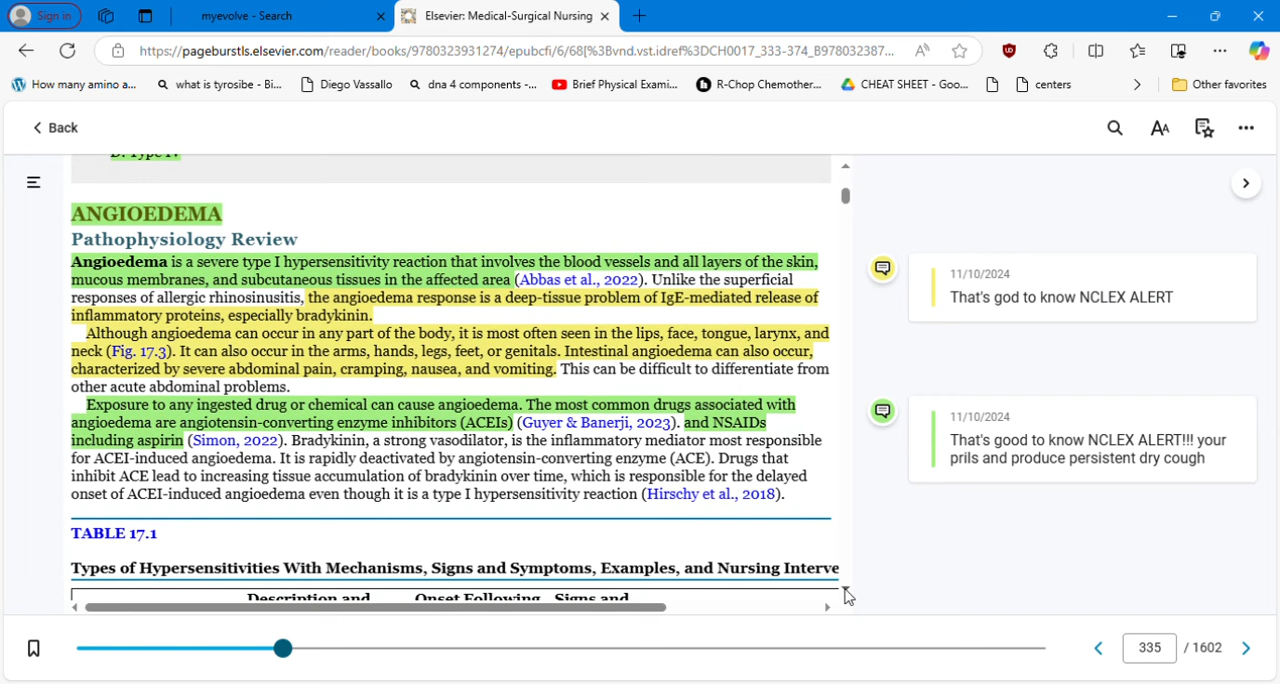 Sign in
myevolve - Search
Elsevier: Medical-Surgical Nursing
https://pageburstls.elsevier.com/reader/books/9780323931274/epubcfi/6/68[%3Bvnd.vst.idref%3DCH0017_333-374_B978032387...
How many amino a...
what is tyrosibe - Bi...
Diego Vassallo
dna 4 components -...
Brief Physical Exami...
R-Chop Chemother...
CHEAT SHEET - Goo...
centers
Other favorites
Back
D. Type IV
ANGIOEDEMA
Pathophysiology Review
Angioedema is a severe type I hypersensitivity reaction that involves the blood vessels and all layers of the skin,
mucous membranes, and subcutaneous tissues in the affected area (Abbas et al., 2022). Unlike the superficial
responses of allergic rhinosinusitis, the angioedema response is a deep-tissue problem of IgE-mediated release of
inflammatory proteins, especially bradykinin.
Although angioedema can occur in any part of the body, it is most often seen in the lips, face, tongue, larynx, and
neck (Fig. 17.3). It can also occur in the arms, hands, legs, feet, or genitals. Intestinal angioedema can also occur,
characterized by severe abdominal pain, cramping, nausea, and vomiting. This can be difficult to differentiate from
other acute abdominal problems.
Exposure to any ingested drug or chemical can cause angioedema. The most common drugs associated with
angioedema are angiotensin-converting enzyme inhibitors (ACEIs) (Guyer & Banerji, 2023). and NSAIDs
including aspirin (Simon, 2022). Bradykinin, a strong vasodilator, is the inflammatory mediator most responsible
for ACEI-induced angioedema. It is rapidly deactivated by angiotensin-converting enzyme (ACE). Drugs that
inhibit ACE lead to increasing tissue accumulation of bradykinin over time, which is responsible for the delayed
onset of ACEI-induced angioedema even though it is a type I hypersensitivity reaction (Hirschy et al., 2018).
TABLE 17.1
Types of Hypersensitivities With Mechanisms, Signs and Symptoms, Examples, and Nursing Interve
Description and Onset Following Signs and
11/10/2024
That's god to know NCLEX ALERT
11/10/2024
That's good to know NCLEX ALERT!!! your
prils and produce persistent dry cough
335 / 1602